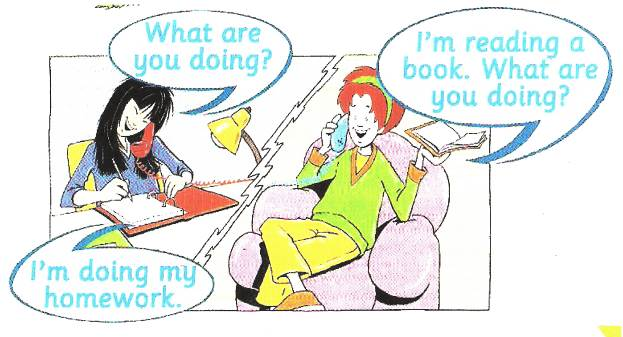 What are
you doing?
I'm reading a
book. What are
you doing?
I'm doing my
homework.